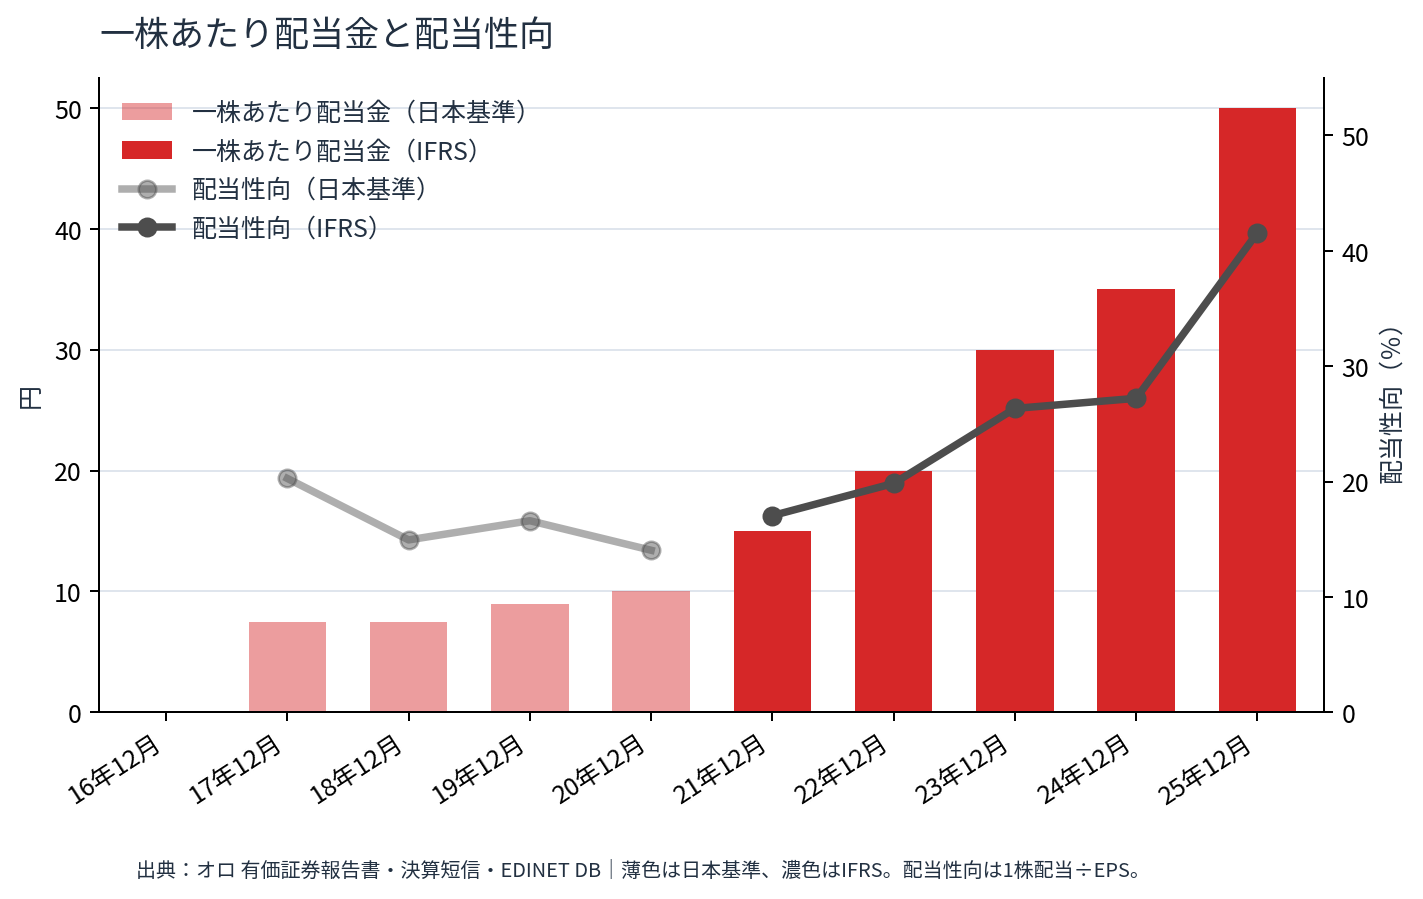 一株あたり配当金と配当性向
一株あたり配当金（日本基準）
一株あたり配当金（IFRS）
配当性向（日本基準）
配当性向（IFRS）
円
50
40
30
20
10
0
配当性向（%）
50
40
30
20
10
0
16年12月
17年12月
18年12月
19年12月
20年12月
21年12月
22年12月
23年12月
24年12月
25年12月
出典：オロ 有価証券報告書・決算短信・EDINET DB｜薄色は日本基準、濃色はIFRS。配当性向は1株配当÷EPS。